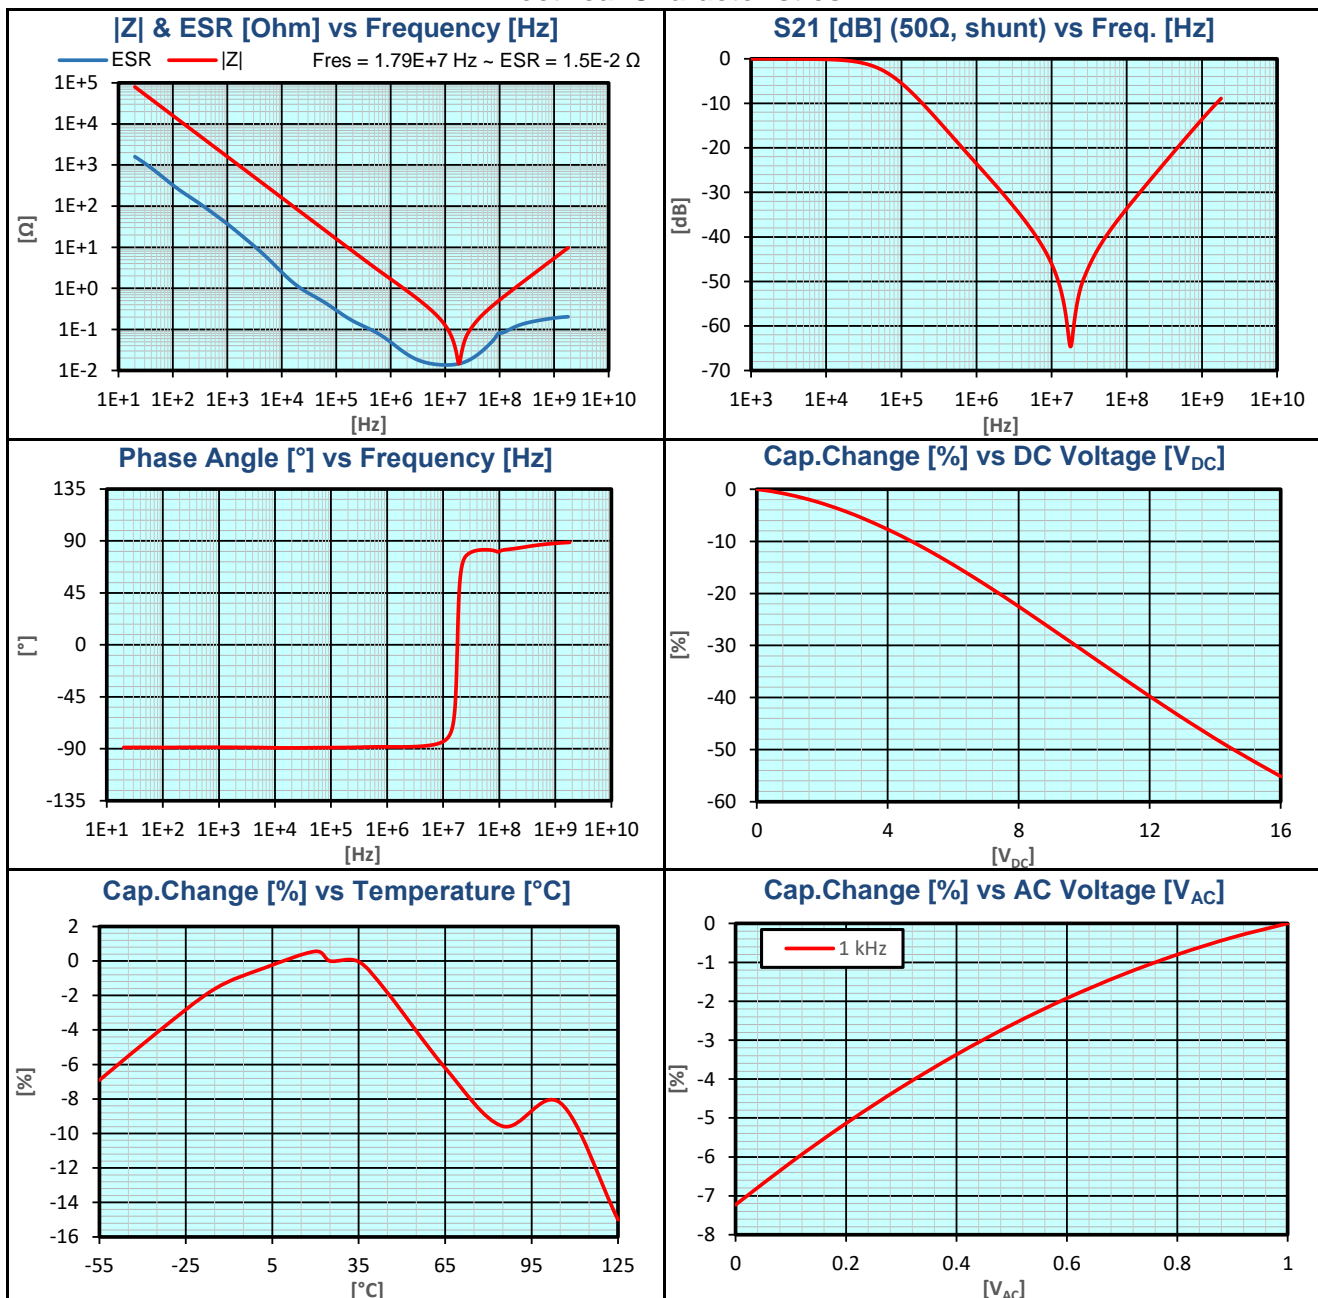 |Z| & ESR [Ohm] vs Frequency [Hz]
ESR |Z| Fres = 1.79E+7 Hz ~ ESR = 1.5E-2 Ω
1E+5
1E+4
1E+3
1E+2
1E+1
1E+0
1E-1
1E-2
[Ω]
1E+1 1E+2 1E+3 1E+4 1E+5 1E+6 1E+7 1E+8 1E+9 1E+10
[Hz]
S21 [dB] (50Ω, shunt) vs Freq. [Hz]
0
-10
-20
-30
-40
-50
-60
-70
[dB]
1E+3 1E+4 1E+5 1E+6 1E+7 1E+8 1E+9 1E+10
[Hz]
Phase Angle [°] vs Frequency [Hz]
135
90
45
0
-45
-90
-135
[°]
1E+1 1E+2 1E+3 1E+4 1E+5 1E+6 1E+7 1E+8 1E+9 1E+10
[Hz]
Cap.Change [%] vs DC Voltage [VDC]
0
-10
-20
-30
-40
-50
-60
[%]
0 4 8 12 16
[VDC]
Cap.Change [%] vs Temperature [°C]
2
0
-2
-4
-6
-8
-10
-12
-14
-16
[%]
-55 -25 5 35 65 95 125
[°C]
Cap.Change [%] vs AC Voltage [VAC]
1 kHz
0
-1
-2
-3
-4
-5
-6
-7
-8
[%]
0 0.2 0.4 0.6 0.8 1
[VAC]